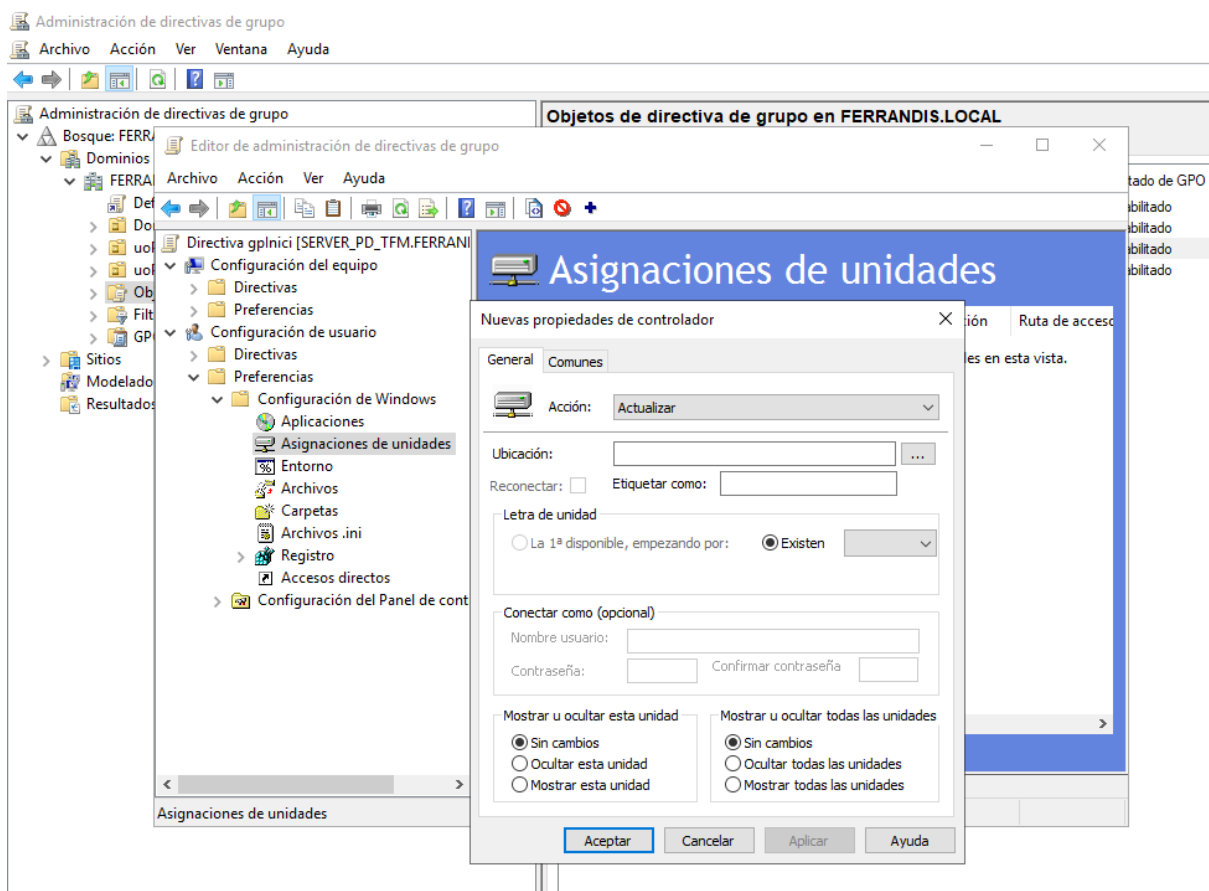 Administración de directivas de grupo
Archivo Acción Ver Ventana Ayuda
Administración de directivas de grupo
Bosque: FERRA
Dominios
FERRA
Def
Do
uoF
uoF
Obj
Filt
GP
Sitios
Modelado
Resultados
Objetos de directiva de grupo en FERRANDIS.LOCAL
tado de GPO
abilitado
abilitado
abilitado
abilitado
Editor de administración de directivas de grupo
Archivo Acción Ver Ayuda
Directiva gpInici [SERVER_PD_TFM.FERRANI
Configuración del equipo
Directivas
Preferencias
Configuración de usuario
Directivas
Preferencias
Configuración de Windows
Aplicaciones
Asignaciones de unidades
Entorno
Archivos
Carpetas
Archivos .ini
Registro
Accesos directos
Configuración del Panel de cont
Asignaciones de unidades
Asignaciones de unidades
ión Ruta de acceso
les en esta vista.
Nuevas propiedades de controlador
General Comunes
Acción: Actualizar
Ubicación: ...
Reconectar: Etiquetar como:
Letra de unidad
La 1ª disponible, empezando por: Existen
Conectar como (opcional)
Nombre usuario:
Contraseña: Confirmar contraseña
Mostrar u ocultar esta unidad Mostrar u ocultar todas las unidades
Sin cambios Sin cambios
Ocultar esta unidad Ocultar todas las unidades
Mostrar esta unidad Mostrar todas las unidades
Aceptar Cancelar Aplicar Ayuda